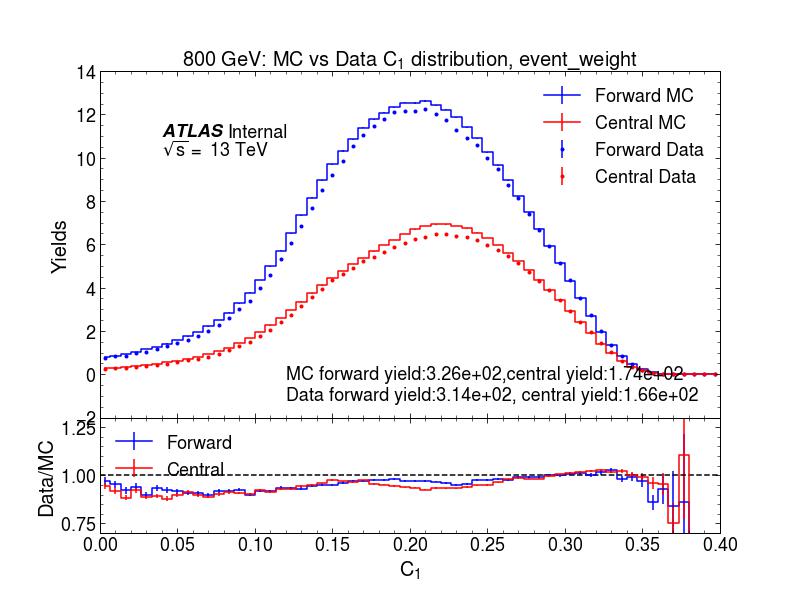 800 GeV: MC vs Data C1 distribution, event_weight
14
12
10
8
6
4
2
0
−2
Yields
ATLAS Internal
√s = 13 TeV
Forward MC
Central MC
Forward Data
Central Data
MC forward yield:3.26e+02,central yield:1.74e+02
Data forward yield:3.14e+02, central yield:1.66e+02
1.25
1.00
0.75
Data/MC
Forward
Central
0.00 0.05 0.10 0.15 0.20 0.25 0.30 0.35 0.40
C1